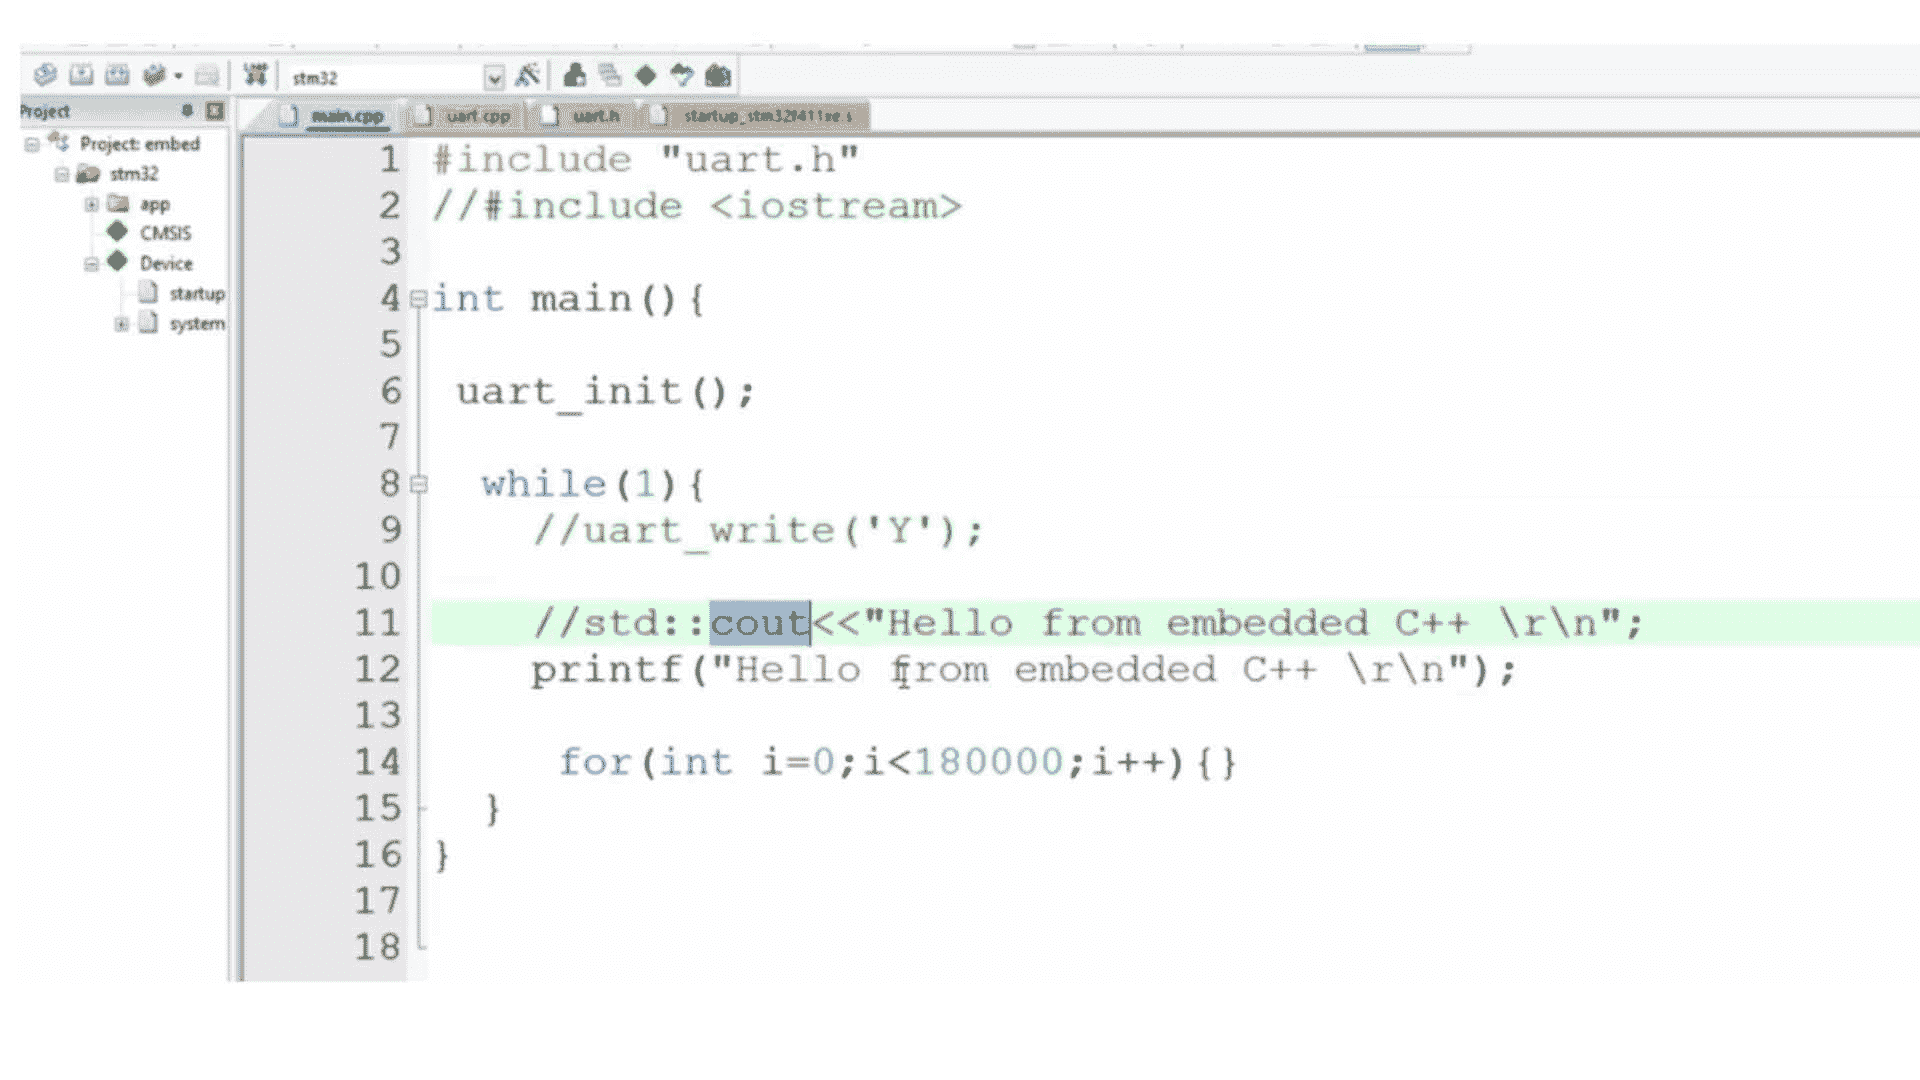 stm32
Project
Project: embed
stm32
app
CMSIS
Device
startup
system
main.cpp uart.cpp uart.h startup_stm32f411xe.s
1 #include "uart.h"
2 //#include <iostream>
3
4 int main(){
5
6 uart_init();
7
8 while(1){
9 //uart_write('Y');
10
11 //std::cout<<"Hello from embedded C++ \r\n";
12 printf("Hello from embedded C++ \r\n");
13
14 for(int i=0;i<180000;i++){}
15 }
16 }
17
18